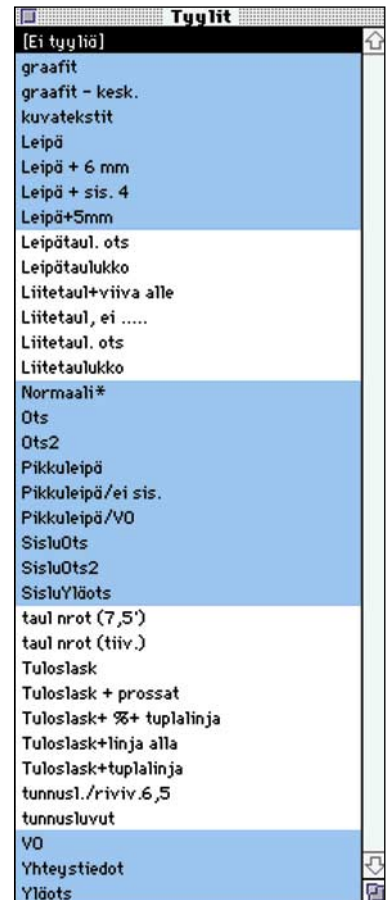 Tyylit
[Ei tyyliä]
graafit
graafit - kesk.
kuvatekstit
Leipä
Leipä + 6 mm
Leipä + sis. 4
Leipä+5mm
Leipätaul. ots
Leipätaulukko
Liitetaul+viiva alle
Liitetaul, ei .....
Liitetaul. ots
Liitetaulukko
Normaali*
Ots
Ots2
Pikkuleipä
Pikkuleipä/ei sis.
Pikkuleipä/VO
SisluOts
SisluOts2
SisluYläots
taul nrot (7,5')
taul nrot (tiiv.)
Tuloslask
Tuloslask + prossat
Tuloslask+ %+ tuplalinja
Tuloslask+linja alla
Tuloslask+tuplalinja
tunnusl./riviv.6,5
tunnusluvut
VO
Yhteystiedot
Yläots